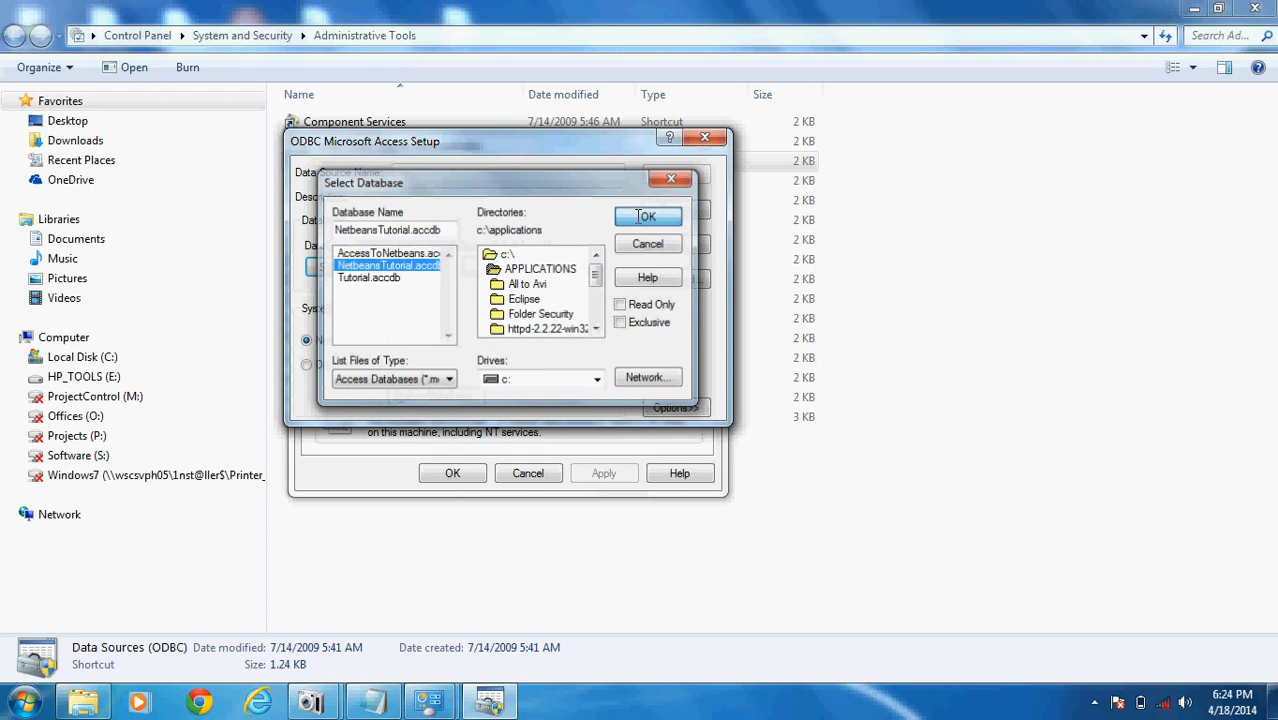 Control Panel System and Security Administrative Tools
Search Ad...
Organize Open Burn
Name Date modified Type Size
Favorites
Desktop
Downloads
Recent Places
OneDrive
Libraries
Documents
Music
Pictures
Videos
Computer
Local Disk (C:)
HP_TOOLS (E:)
ProjectControl (M:)
Offices (O:)
Projects (P:)
Software (S:)
Windows7 (\\wscsvph05\1nst@ller$\Printer_
Network
Component Services 7/14/2009 5:46 AM Shortcut 2 KB
2 KB
2 KB
2 KB
2 KB
2 KB
2 KB
2 KB
2 KB
2 KB
2 KB
2 KB
2 KB
2 KB
2 KB
3 KB
ODBC Microsoft Access Setup
Data Source Name:
Select Database
Database Name
NetbeansTutorial.accdb
AccessToNetbeans.acc
NetbeansTutorial.accdb
Tutorial.accdb
List Files of Type:
Access Databases (*.m
Directories:
c:\applications
c:\
APPLICATIONS
All to Avi
Eclipse
Folder Security
httpd-2.2.22-win32
Drives:
c:
OK
Cancel
Help
Read Only
Exclusive
Network...
Options>>
on this machine, including NT services.
OK Cancel Apply Help
Data Sources (ODBC) Date modified: 7/14/2009 5:41 AM Date created: 7/14/2009 5:41 AM
Shortcut Size: 1.24 KB
6:24 PM
4/18/2014